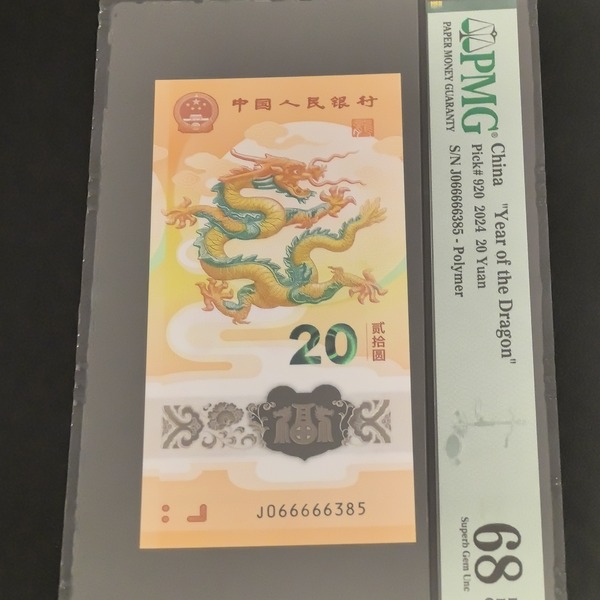 中国人民银行
20
贰拾圆
J066666385
PMG
PAPER MONEY GUARANTY
China "Year of the Dragon"
Pick# 920 2024 20 Yuan
S/N J066666385 - Polymer
68
Superb Gem Unc